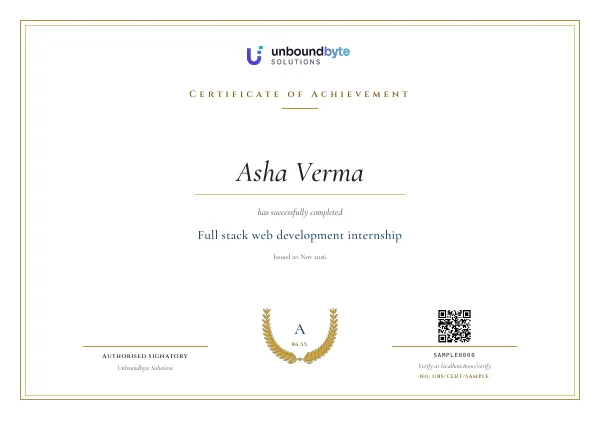 unboundbyte
SOLUTIONS
Certificate of Achievement
Asha Verma
has successfully completed
Full stack web development internship
Issued 20 Nov 2026
A
86.5%
Authorised Signatory
Unboundbyte Solutions
SAMPLE0000
Verify at localhost:8000/verify
No. UBS/CERT/SAMPLE